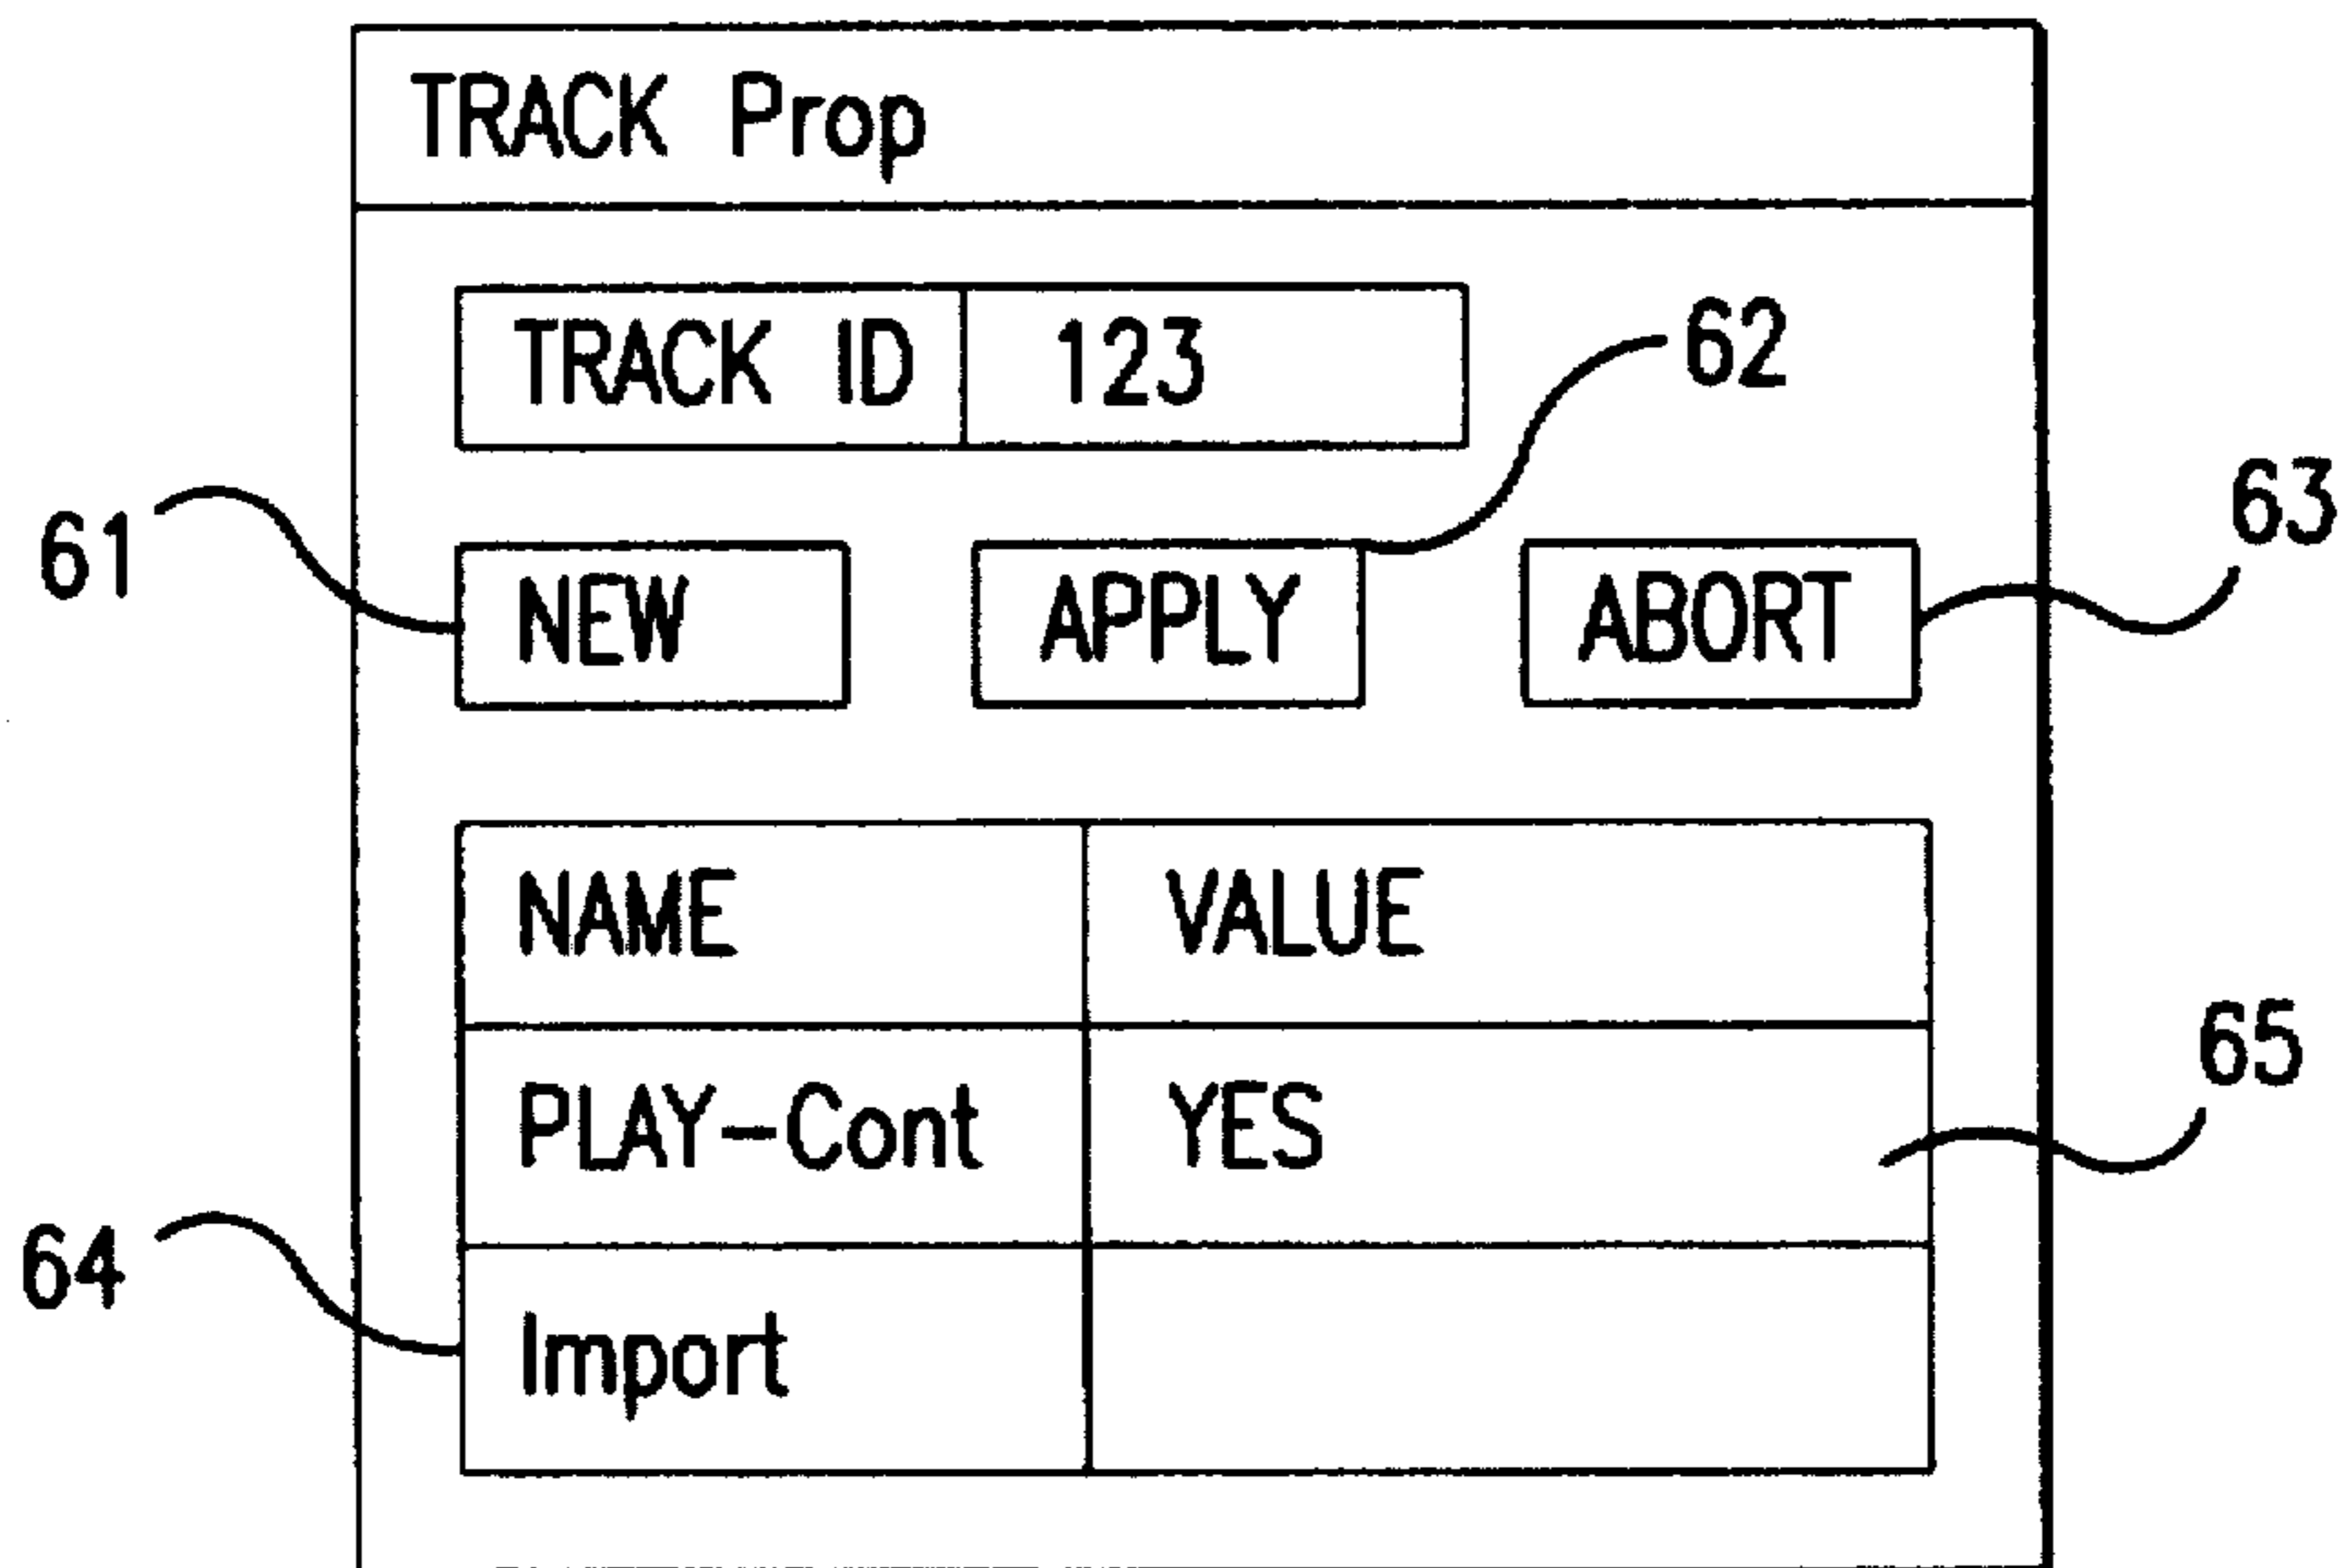 TRACK Prop
TRACK ID 123
62
63
61
NEW APPLY ABORT
NAME VALUE
65
PLAY-Cont YES
64
Import